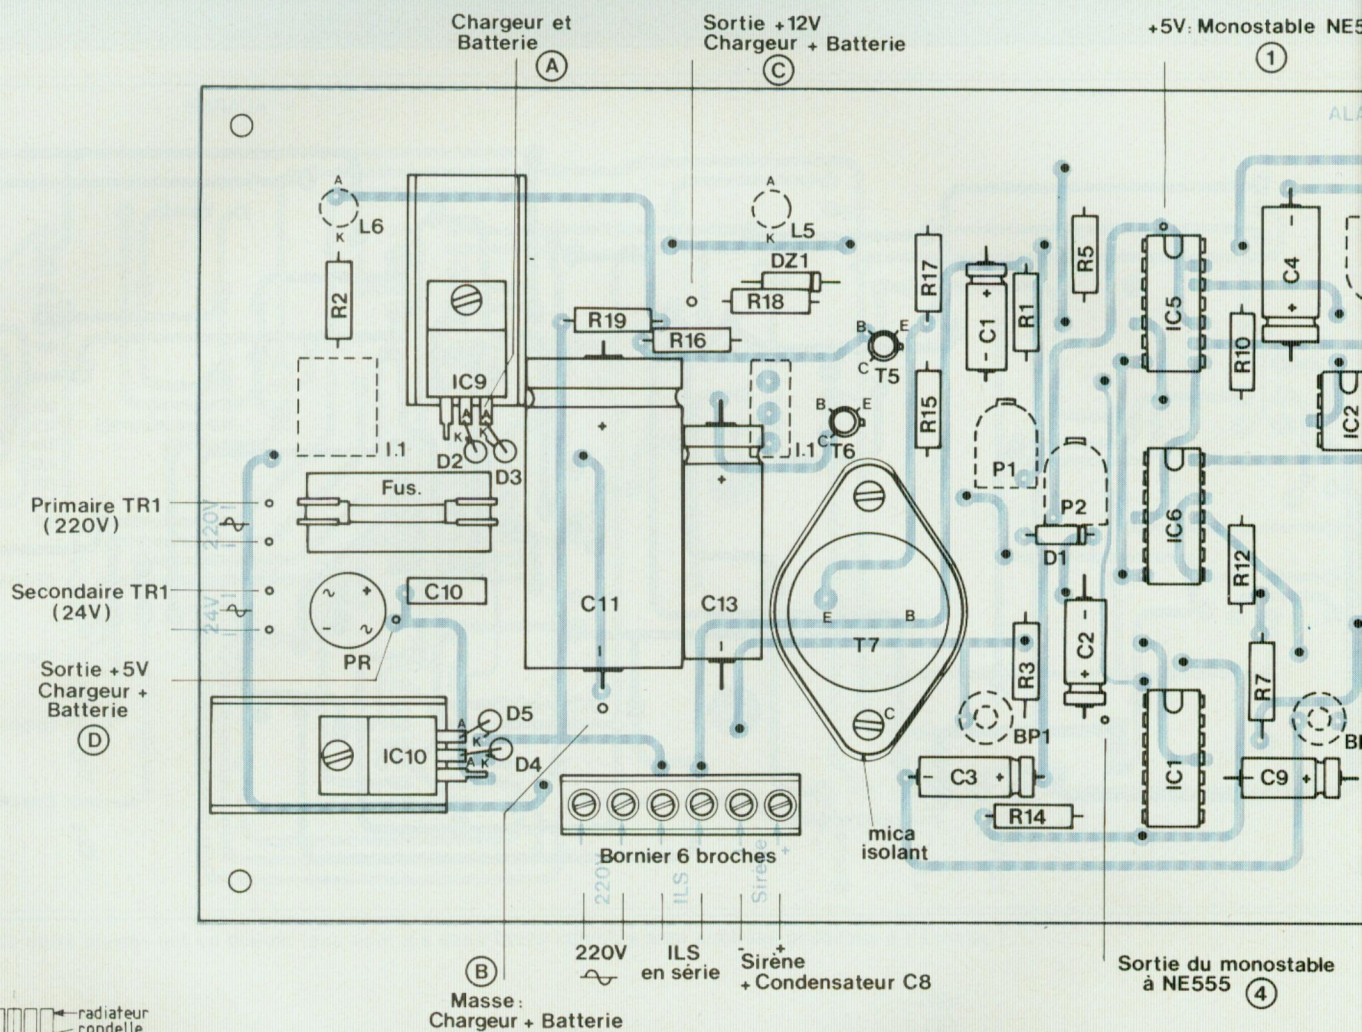 Chargeur et
Batterie
A
Sortie +12V
Chargeur + Batterie
C
+5V: Monostable NE5
1
ALA
A
L6
K
A
L5
K
DZ1
R18
R17
R5
C4
-
+
R2
R19
R16
C1
+
-
R1
IC5
R10
B E
C T5
IC9
A A
K K
D2
D3
I.1
I.1
R15
B E
C T6
IC2
P1
P2
Fus.
Primaire TR1
(220V)
220V
IC6
D1
R12
Secondaire TR1
(24V)
24V
~ +
- ~
PR
C10
C11
+
-
C13
+
-
E B
T7
C
C2
-
+
R3
R7
Sortie +5V
Chargeur +
Batterie
D
D5
A
K
D4
K
A
IC10
BP1
BP
C3
- +
IC1
C9
- +
R14
mica
isolant
Bornier 6 broches
220V
ILS
Sirène
- +
220V
ILS
en série
- +
Sirène
+ Condensateur C8
B
Masse:
Chargeur + Batterie
Sortie du monostable
à NE555
4
radiateur
rondelle